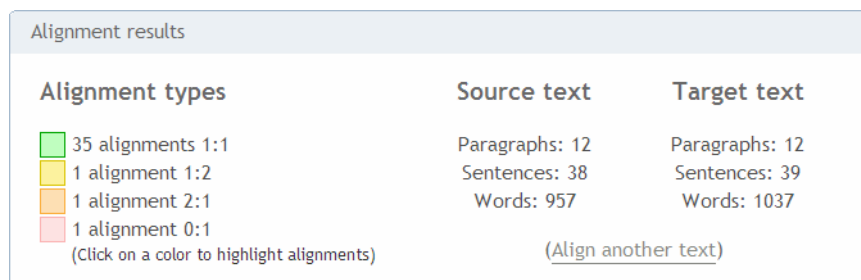 Alignment results
Alignment types
35 alignments 1:1
1 alignment 1:2
1 alignment 2:1
1 alignment 0:1
(Click on a color to highlight alignments)
Source text
Paragraphs: 12
Sentences: 38
Words: 957
Target text
Paragraphs: 12
Sentences: 39
Words: 1037
(Align another text)